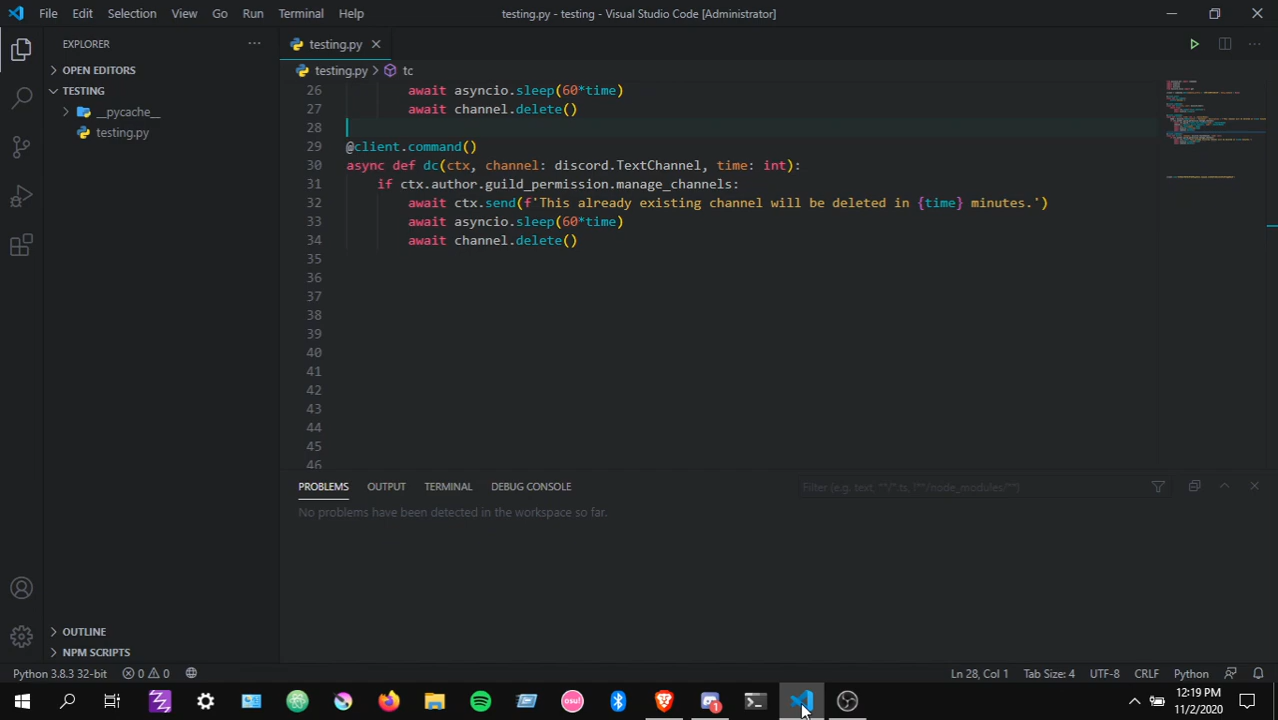 File Edit Selection View Go Run Terminal Help testing.py - testing - Visual Studio Code [Administrator]
EXPLORER
OPEN EDITORS
TESTING
__pycache__
testing.py
testing.py
testing.py > tc
26 await asyncio.sleep(60*time)
27 await channel.delete()
28
29 @client.command()
30 async def dc(ctx, channel: discord.TextChannel, time: int):
31 if ctx.author.guild_permission.manage_channels:
32 await ctx.send(f'This already existing channel will be deleted in {time} minutes.')
33 await asyncio.sleep(60*time)
34 await channel.delete()
35
36
37
38
39
40
41
42
43
44
45
46
PROBLEMS OUTPUT TERMINAL DEBUG CONSOLE Filter (e.g. text, **/*.ts, !**/node_modules/**)
No problems have been detected in the workspace so far.
OUTLINE
NPM SCRIPTS
Python 3.8.3 32-bit 0 0 Ln 28, Col 1 Tab Size: 4 UTF-8 CRLF Python
osu! 1
12:19 PM
11/2/2020